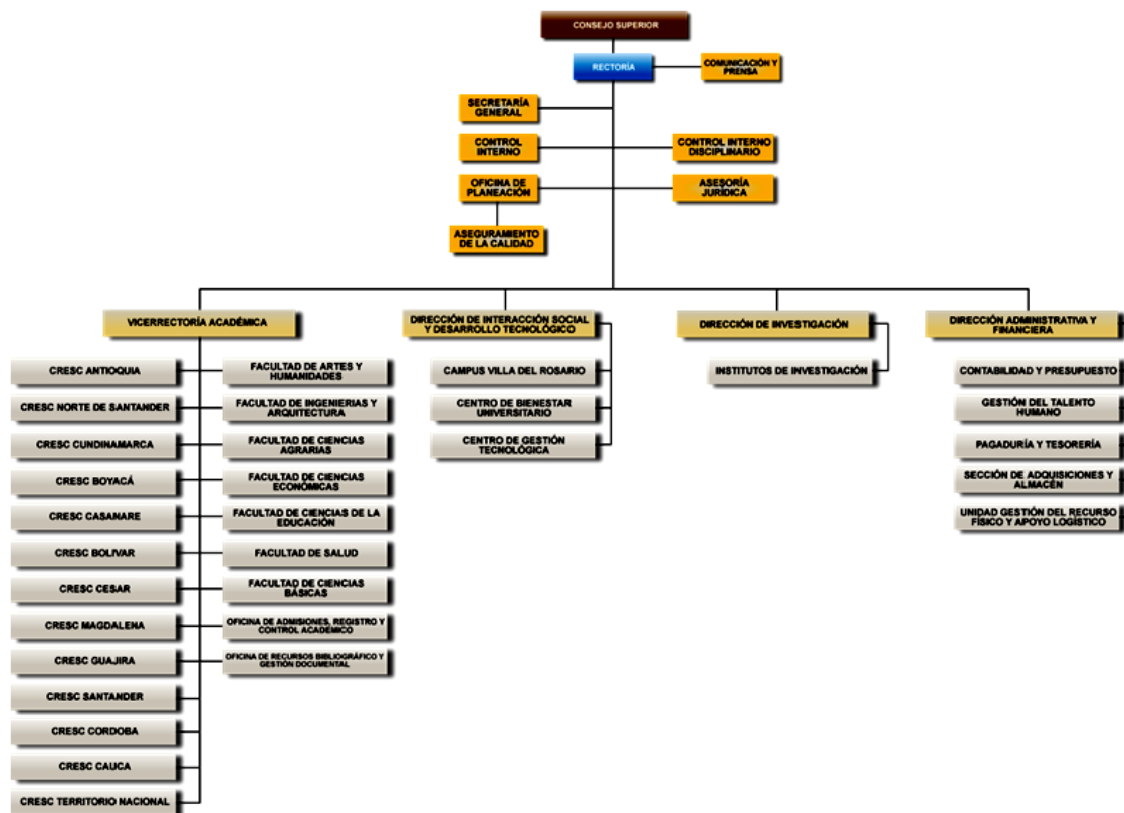 CONSEJO SUPERIOR
RECTORÍA
COMUNICACIÓN Y
PRENSA
SECRETARÍA
GENERAL
CONTROL
INTERNO
CONTROL INTERNO
DISCIPLINARIO
OFICINA DE
PLANEACIÓN
ASESORÍA
JURÍDICA
ASEGURAMIENTO
DE LA CALIDAD
VICERRECTORÍA ACADÉMICA
CRESC ANTIOQUIA
CRESC NORTE DE SANTANDER
CRESC CUNDINAMARCA
CRESC BOYACÁ
CRESC CASANARE
CRESC BOLIVAR
CRESC CESAR
CRESC MAGDALENA
CRESC GUAJIRA
CRESC SANTANDER
CRESC CORDOBA
CRESC CAUCA
CRESC TERRITORIO NACIONAL
FACULTAD DE ARTES Y
HUMANIDADES
FACULTAD DE INGENIERIAS Y
ARQUITECTURA
FACULTAD DE CIENCIAS
AGRARIAS
FACULTAD DE CIENCIAS
ECONÓMICAS
FACULTAD DE CIENCIAS DE LA
EDUCACIÓN
FACULTAD DE SALUD
FACULTAD DE CIENCIAS
BÁSICAS
OFICINA DE ADMISIONES, REGISTRO Y
CONTROL ACADÉMICO
OFICINA DE RECURSOS BIBLIOGRÁFICO Y
GESTIÓN DOCUMENTAL
DIRECCIÓN DE INTERACCIÓN SOCIAL
Y DESARROLLO TECNOLÓGICO
CAMPUS VILLA DEL ROSARIO
CENTRO DE BIENESTAR
UNIVERSITARIO
CENTRO DE GESTIÓN
TECNOLÓGICA
DIRECCIÓN DE INVESTIGACIÓN
INSTITUTOS DE INVESTIGACIÓN
DIRECCIÓN ADMINISTRATIVA Y
FINANCIERA
CONTABILIDAD Y PRESUPUESTO
GESTIÓN DEL TALENTO
HUMANO
PAGADURÍA Y TESORERÍA
SECCIÓN DE ADQUISICIONES Y
ALMACÉN
UNIDAD GESTIÓN DEL RECURSO
FÍSICO Y APOYO LOGÍSTICO